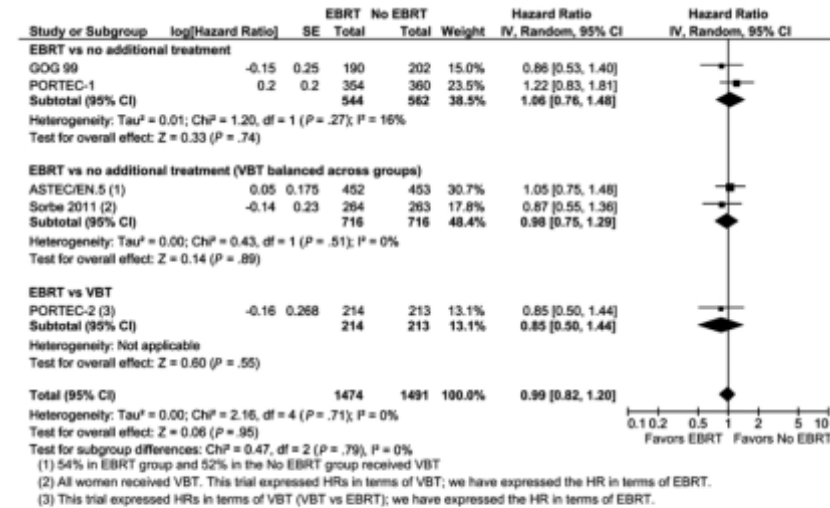 EBRT No EBRT Hazard Ratio Hazard Ratio
Study or Subgroup log[Hazard Ratio] SE Total Total Weight IV, Random, 95% CI IV, Random, 95% CI
EBRT vs no additional treatment
GOG 99 -0.15 0.25 190 202 15.0% 0.86 [0.53, 1.40]
PORTEC-1 0.2 0.2 354 360 23.5% 1.22 [0.83, 1.81]
Subtotal (95% CI) 544 562 38.5% 1.06 [0.76, 1.48]
Heterogeneity: Tau² = 0.01; Chi² = 1.20, df = 1 (P = .27); I² = 16%
Test for overall effect: Z = 0.33 (P = .74)
EBRT vs no additional treatment (VBT balanced across groups)
ASTEC/EN.5 (1) 0.05 0.175 452 453 30.7% 1.05 [0.75, 1.48]
Sorbe 2011 (2) -0.14 0.23 264 263 17.8% 0.87 [0.55, 1.36]
Subtotal (95% CI) 716 716 48.4% 0.98 [0.75, 1.29]
Heterogeneity: Tau² = 0.00; Chi² = 0.43, df = 1 (P = .51); I² = 0%
Test for overall effect: Z = 0.14 (P = .89)
EBRT vs VBT
PORTEC-2 (3) -0.16 0.268 214 213 13.1% 0.85 [0.50, 1.44]
Subtotal (95% CI) 214 213 13.1% 0.85 [0.50, 1.44]
Heterogeneity: Not applicable
Test for overall effect: Z = 0.60 (P = .55)
Total (95% CI) 1474 1491 100.0% 0.99 [0.82, 1.20]
Heterogeneity: Tau² = 0.00; Chi² = 2.16, df = 4 (P = .71); I² = 0%
Test for overall effect: Z = 0.06 (P = .95)
Test for subgroup differences: Chi² = 0.47, df = 2 (P = .79), I² = 0%
0.1 0.2 0.5 1 2 5 10
Favors EBRT Favors No EBRT
(1) 54% in EBRT group and 52% in the No EBRT group received VBT
(2) All women received VBT. This trial expressed HRs in terms of VBT; we have expressed the HR in terms of EBRT.
(3) This trial expressed HRs in terms of VBT (VBT vs EBRT); we have expressed the HR in terms of EBRT.